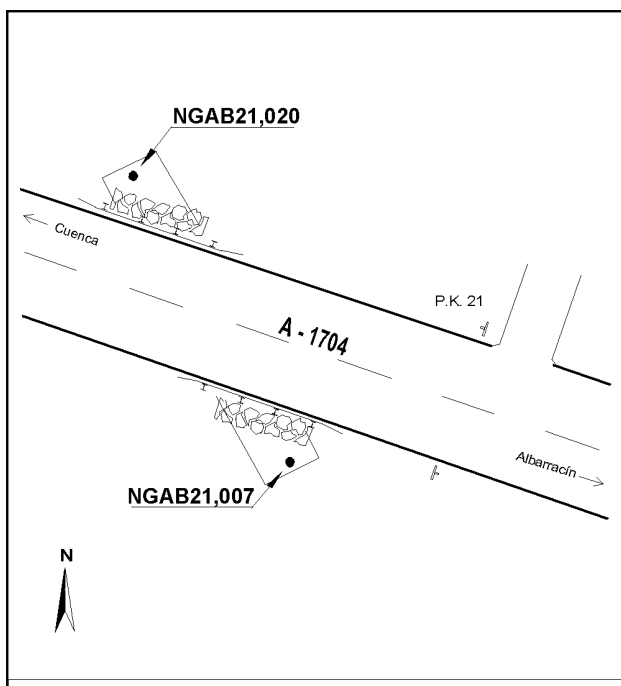 NGAB21,020
Cuenca
P.K. 21
A - 1704
Albarracín
NGAB21,007
N